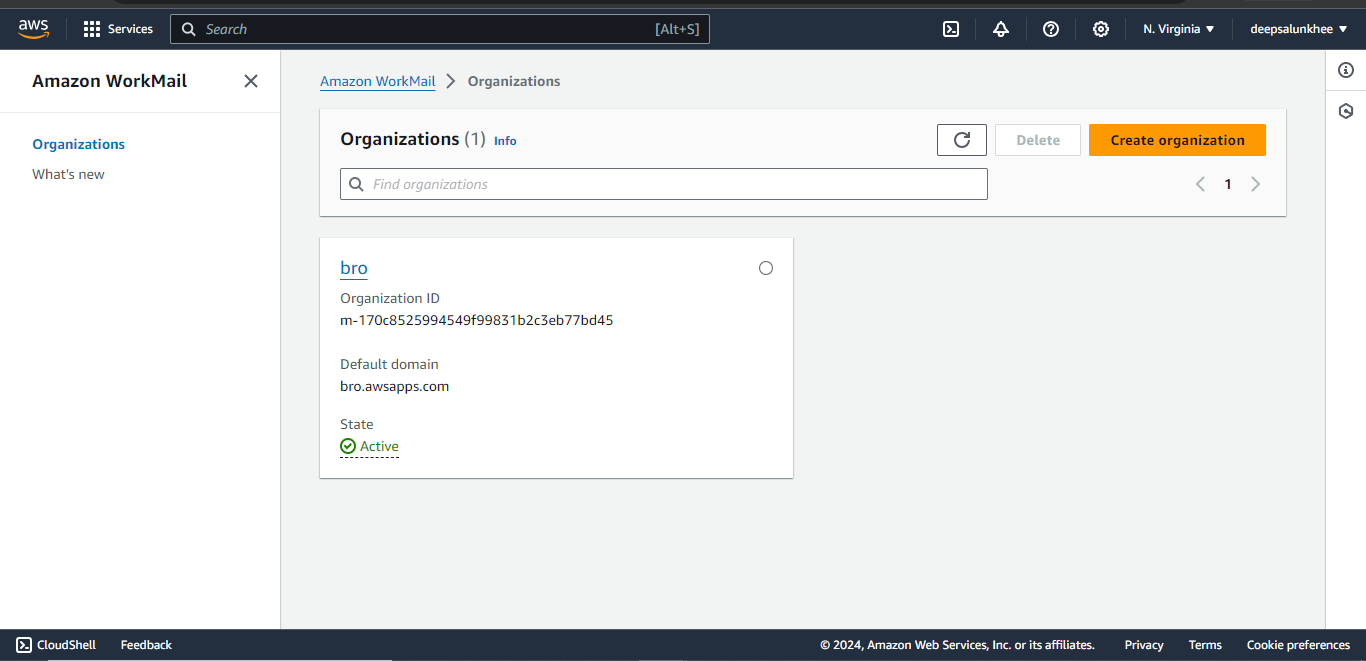 aws Services Search [Alt+S] N. Virginia deepsalunkhee
Amazon WorkMail
Organizations
What's new
Amazon WorkMail Organizations
Organizations (1) Info Delete Create organization
Find organizations 1
bro
Organization ID
m-170c8525994549f99831b2c3eb77bd45
Default domain
bro.awsapps.com
State
Active
CloudShell Feedback © 2024, Amazon Web Services, Inc. or its affiliates. Privacy Terms Cookie preferences